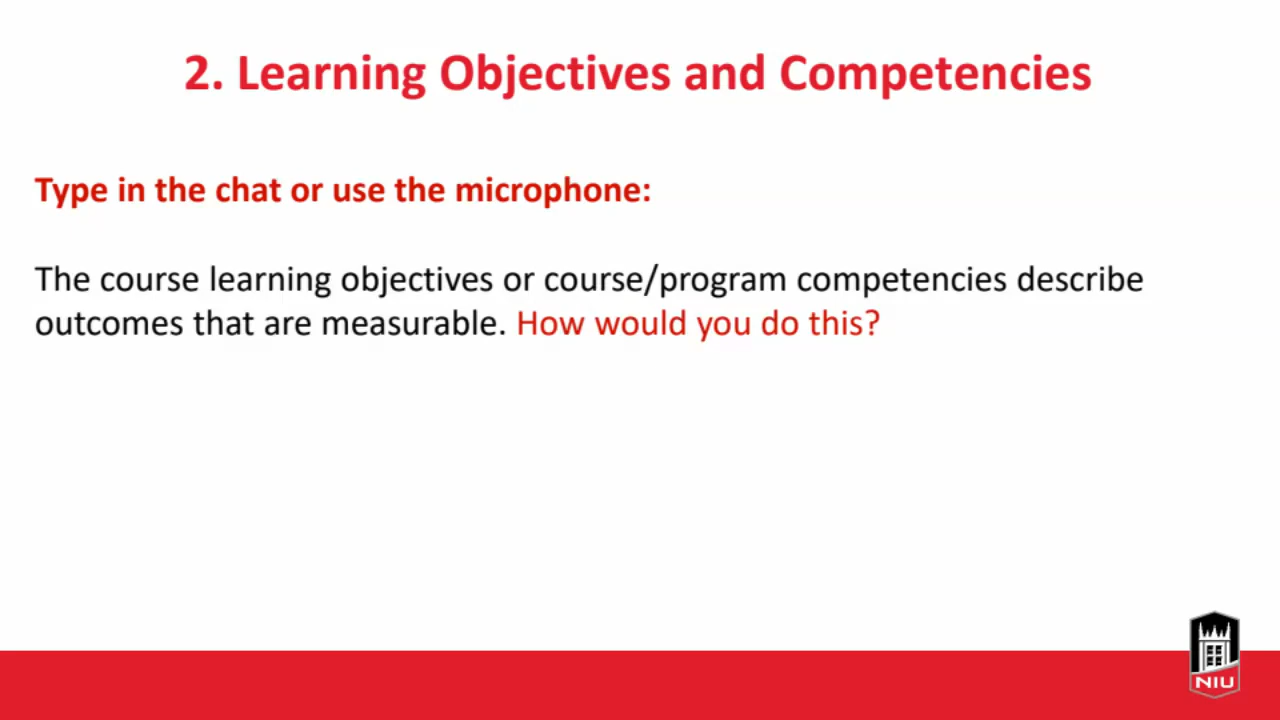 2. Learning Objectives and Competencies
Type in the chat or use the microphone:
The course learning objectives or course/program competencies describe
outcomes that are measurable. How would you do this?
NIU